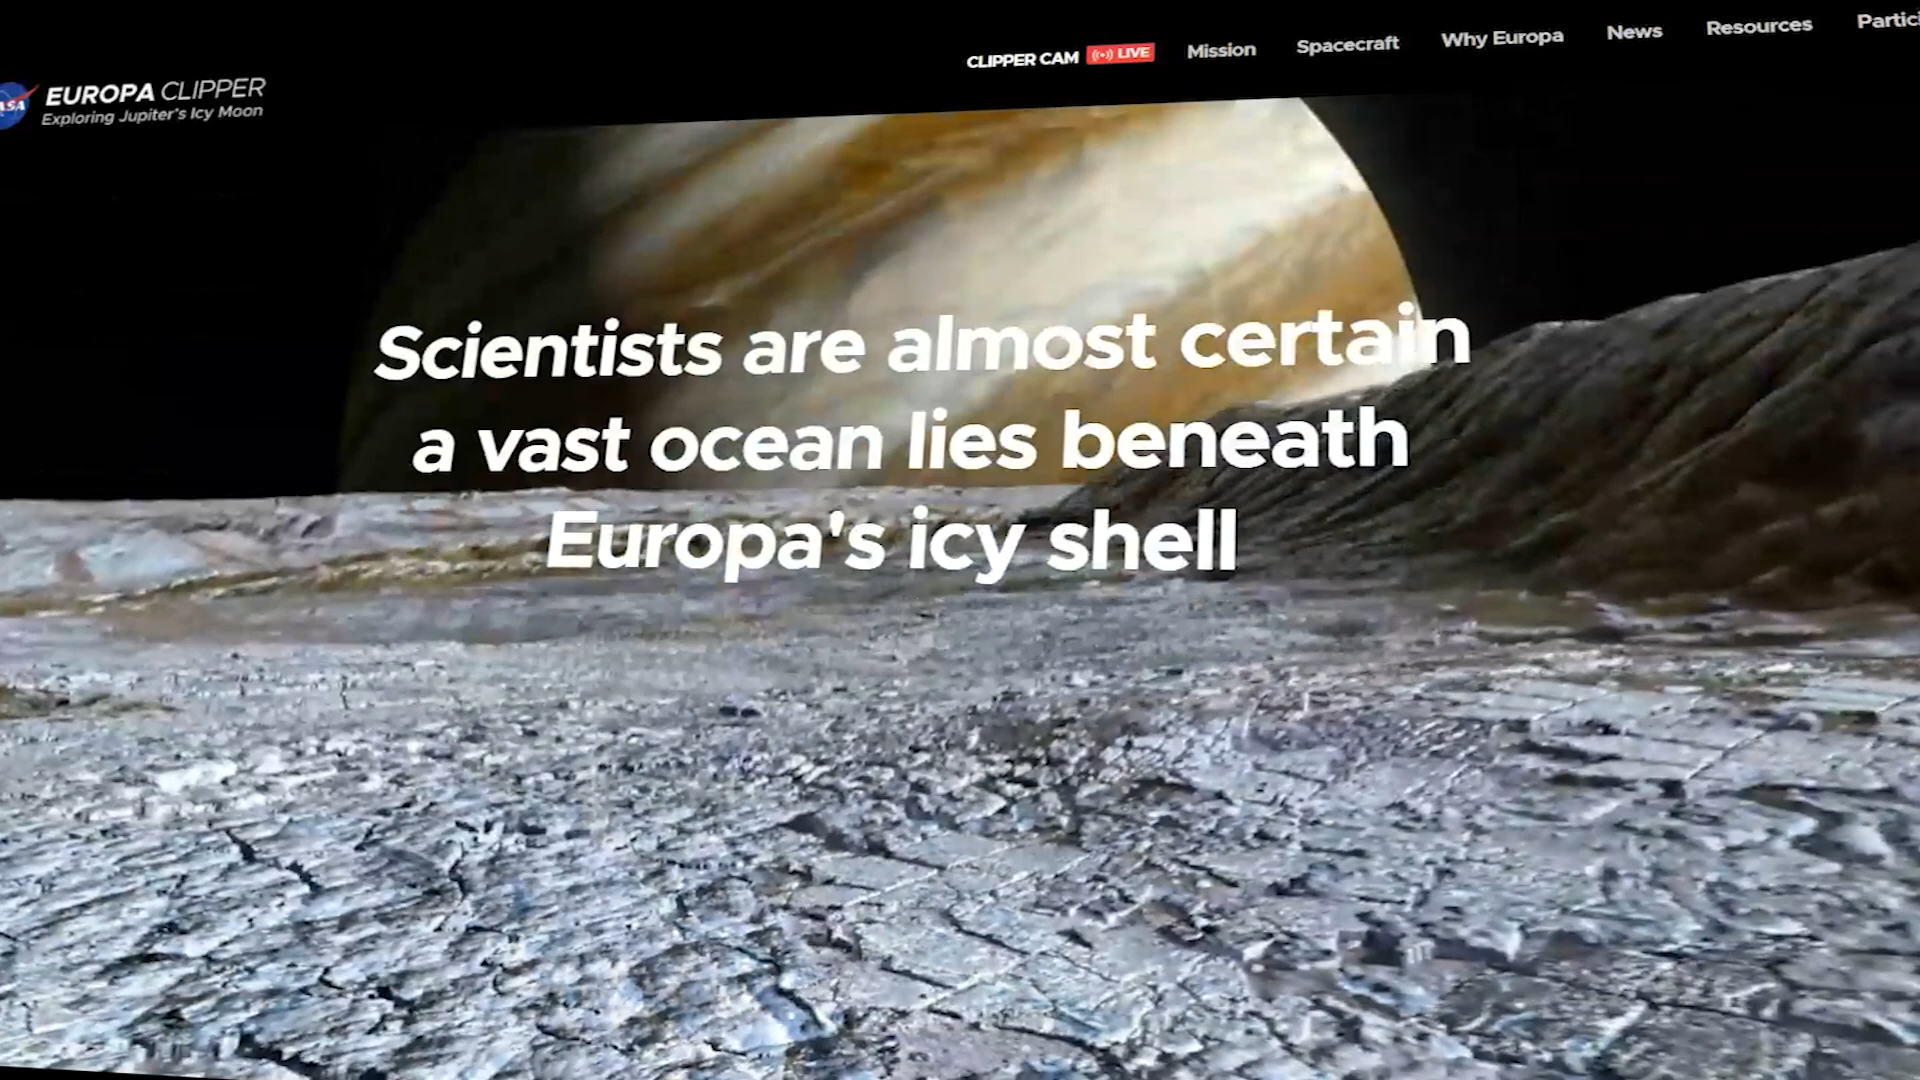 CLIPPER CAM LIVE Mission Spacecraft Why Europa News Resources
EUROPA CLIPPER
Exploring Jupiter's Icy Moon
Scientists are almost certain
a vast ocean lies beneath
Europa's icy shell